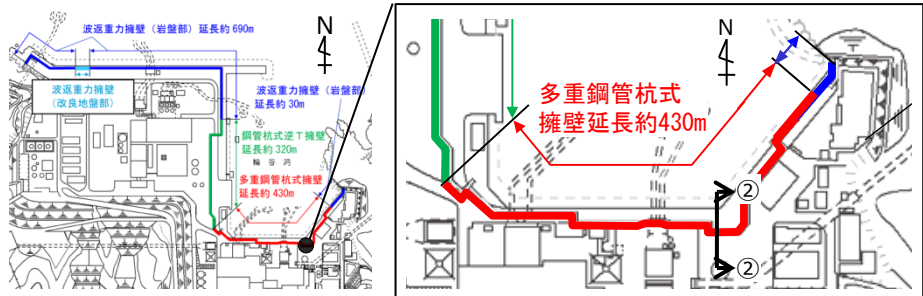 波返重力擁壁（岩盤部）延長約690m
N
波返重力擁壁
（改良地盤部）
波返重力擁壁（岩盤部）
延長約30m
鋼管杭式逆T擁壁
延長約320m
輪谷湾
多重鋼管杭式擁壁
延長約430m
N
多重鋼管杭式
擁壁延長約430m
②
②